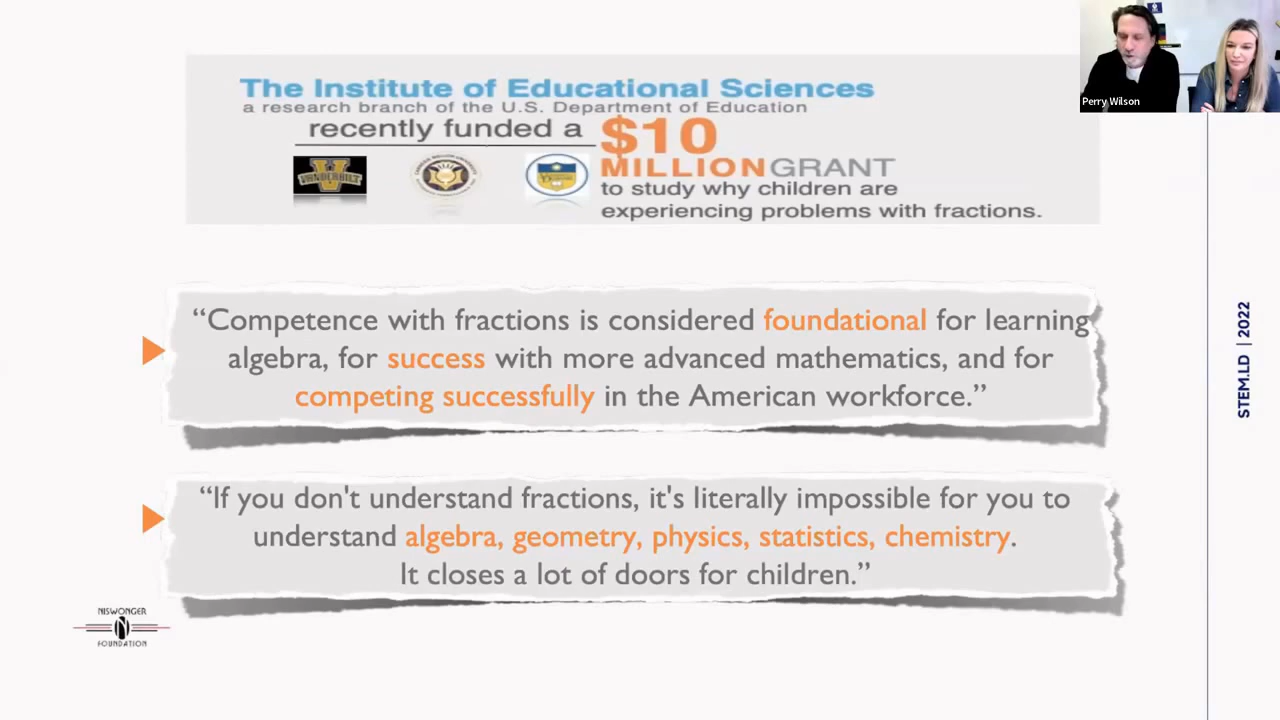 The Institute of Educational Sciences
a research branch of the U.S. Department of Education
recently funded a $10
MILLION GRANT
to study why children are
experiencing problems with fractions.
VANDERBILT
Perry Wilson
“Competence with fractions is considered foundational for learning
algebra, for success with more advanced mathematics, and for
competing successfully in the American workforce.”
“If you don't understand fractions, it's literally impossible for you to
understand algebra, geometry, physics, statistics, chemistry.
It closes a lot of doors for children.”
NISWONGER
FOUNDATION
STEM.LD | 2022